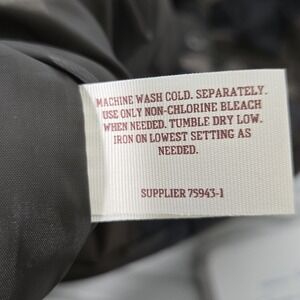 MACHINE WASH COLD. SEPARATELY.
USE ONLY NON-CHLORINE BLEACH
WHEN NEEDED. TUMBLE DRY LOW.
IRON ON LOWEST SETTING AS
NEEDED.
SUPPLIER 75943-1